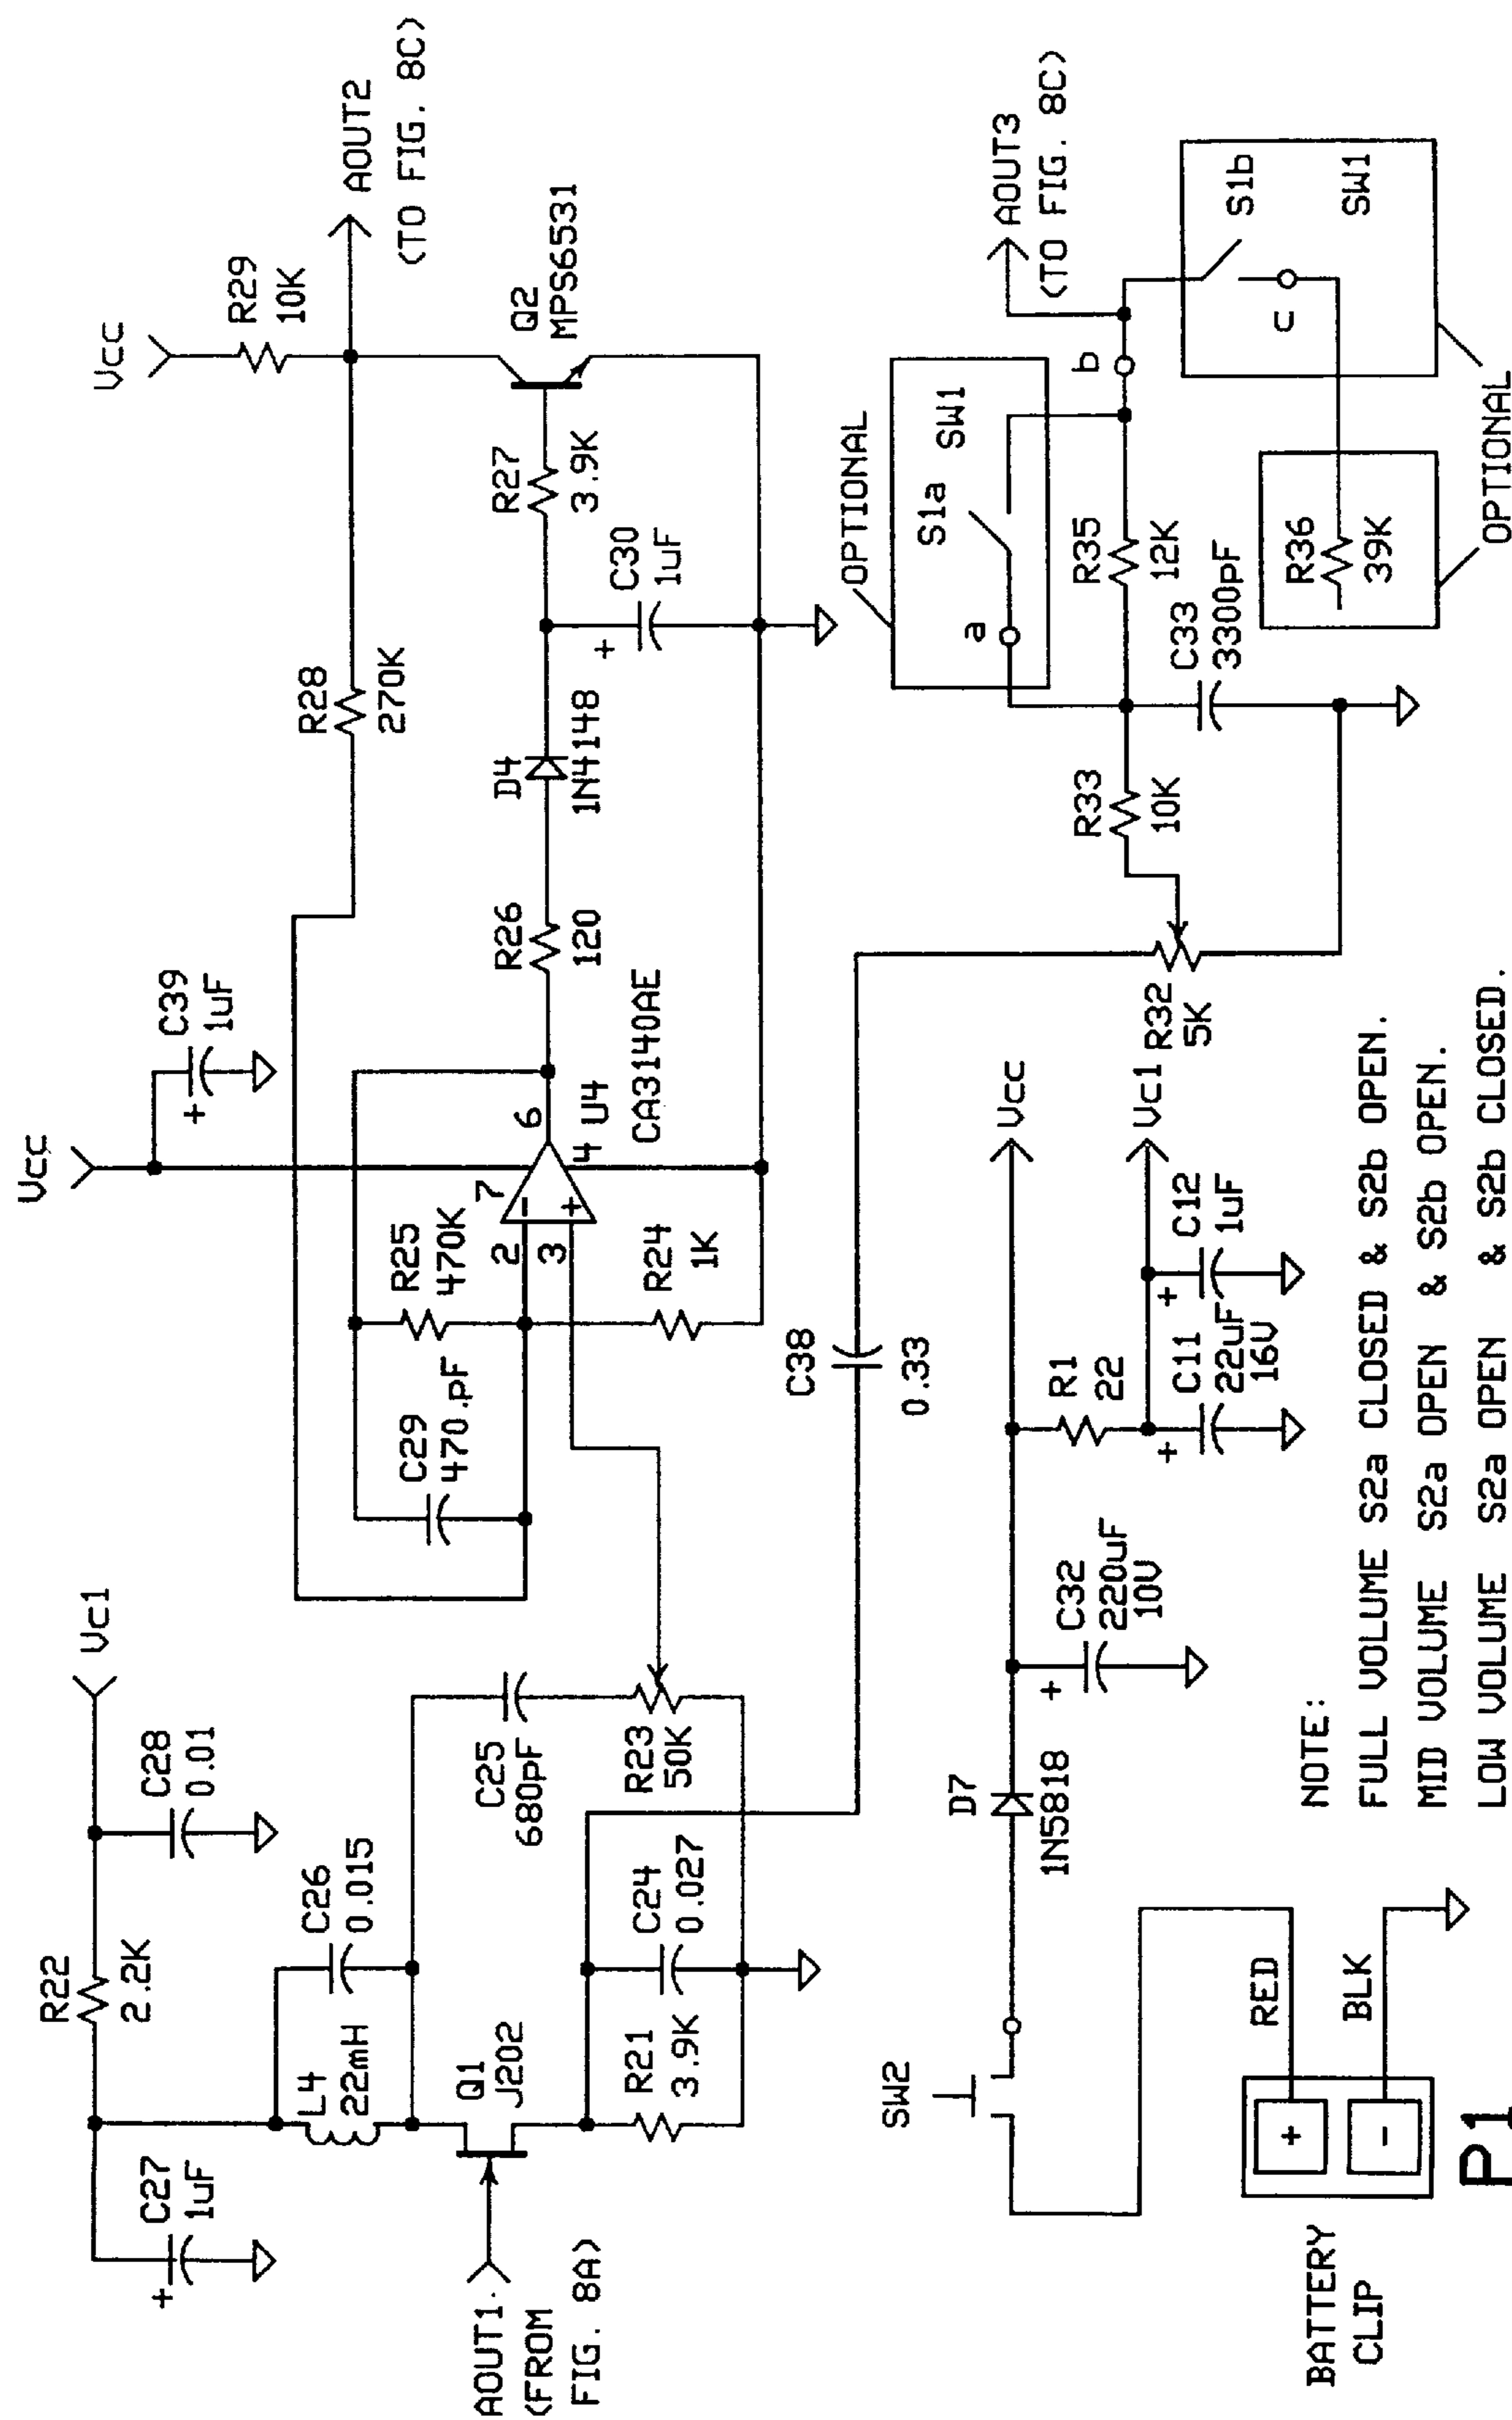 Vcc
C39
1uF
Vcc
R29
10K
AOUT2
(TO FIG. 8C)
R28
270K
Q2
MPS6531
R27
3.9K
C30
1uF
+
D4
1N4148
R26
120
CA3140AE
U4
6
4
7
2
3
-
+
+
R25
470K
R24
1K
C29
470.pF
Vc1
C28
0.01
R22
2.2K
C26
0.015
L4
22mH
C27
1uF
+
Q1
J202
AOUT1.
(FROM
FIG. 8A)
C25
680pF
R23
50K
C24
0.027
R21
3.9K
C38
0.33
OPTIONAL
S1a
SW1
a
b
AOUT3
(TO FIG. 8C)
S1b
SW1
c
R35
12K
C33
3300pF
R36
39K
OPTIONAL
R33
10K
R32
5K
Vcc
Vc1
R1
22
C11
22uF
16V
+
C12
1uF
+
C32
220uF
10V
+
D7
1N5818
SW2
RED
BLK
+
-
P1
BATTERY
CLIP
NOTE:
FULL VOLUME S2a CLOSED & S2b OPEN.
MID VOLUME S2a OPEN & S2b OPEN.
LOW VOLUME S2a OPEN & S2b CLOSED.